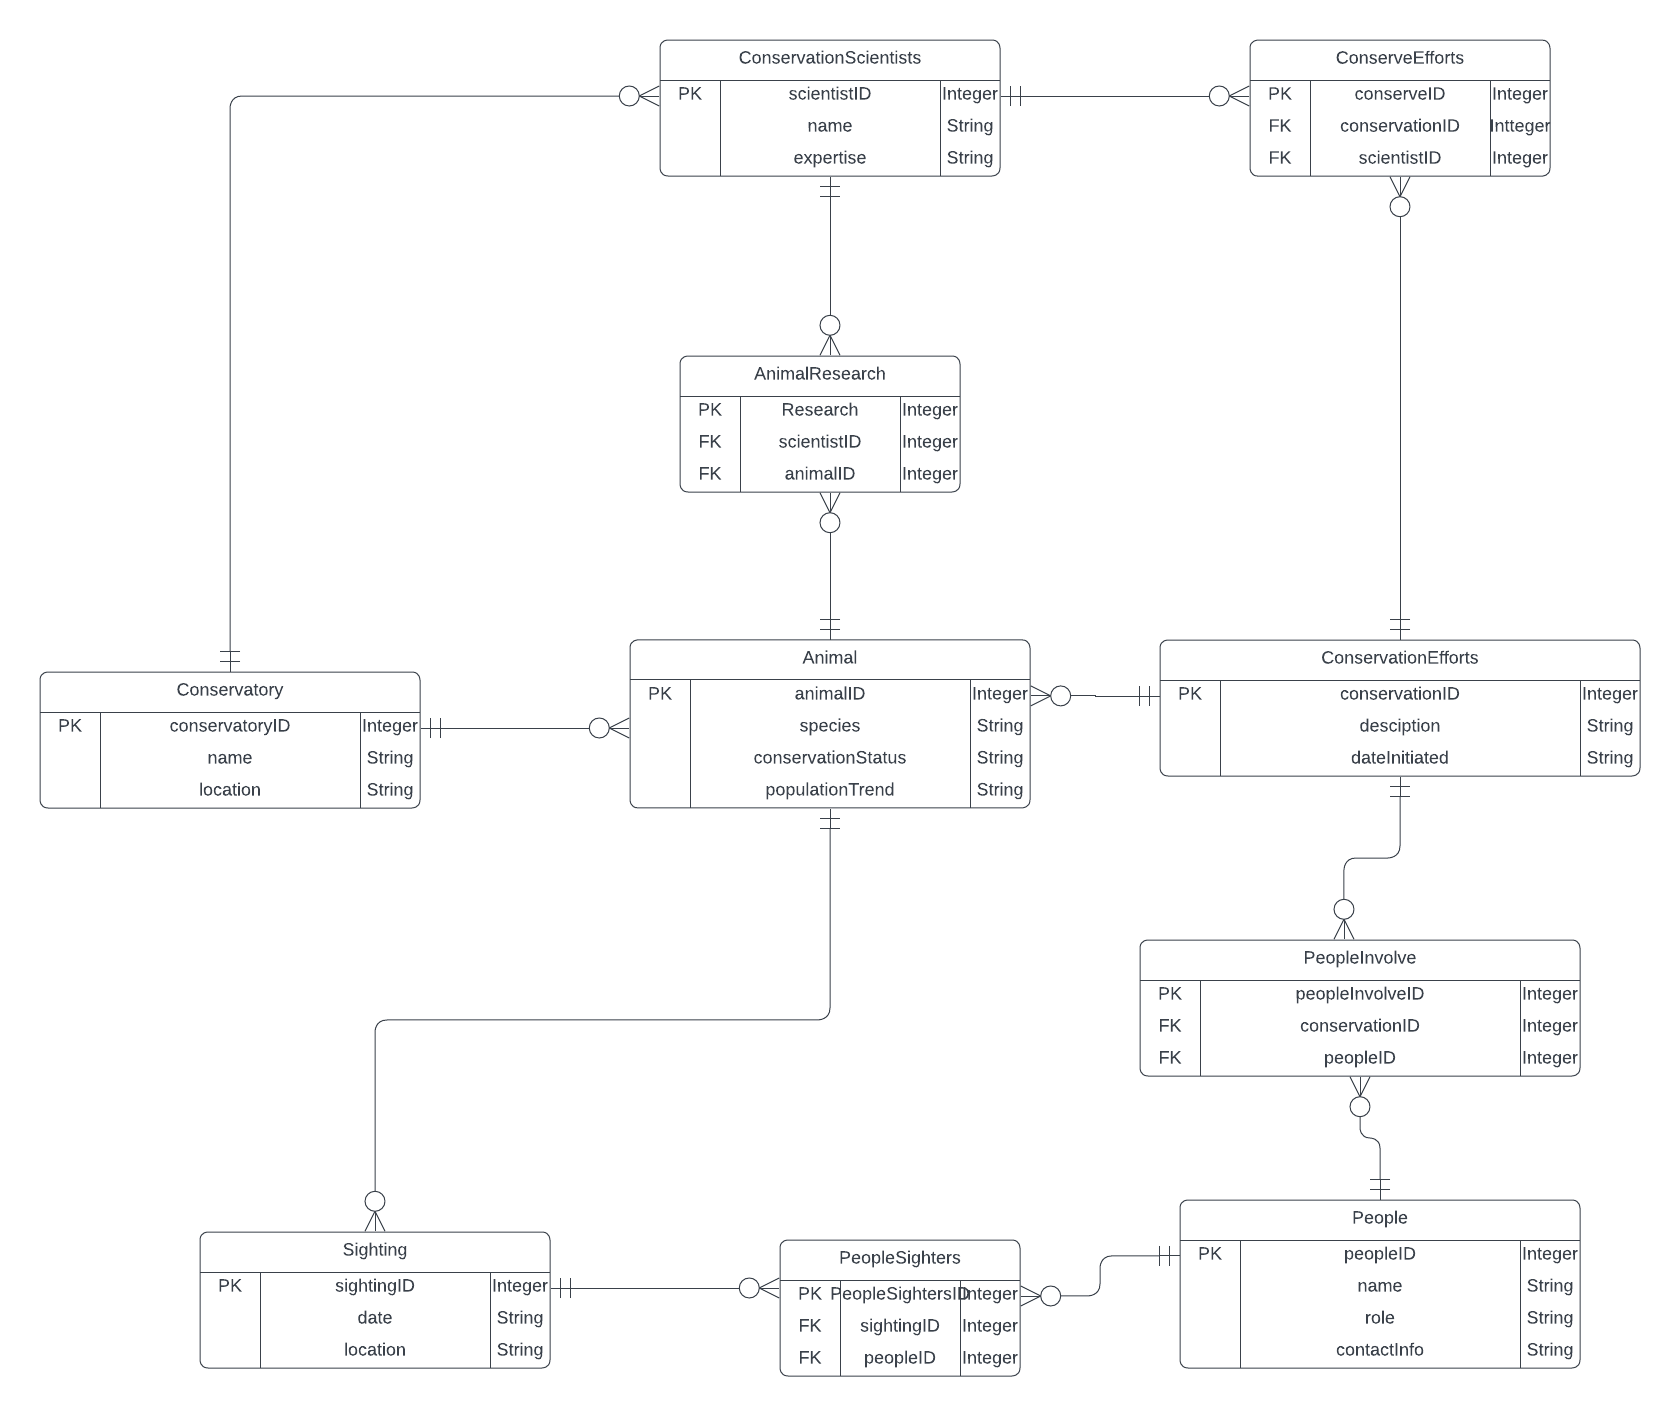 ConservationScientists
PK scientistID Integer
name String
expertise String
ConserveEfforts
PK conserveID Integer
FK conservationID Intteger
FK scientistID Integer
AnimalResearch
PK Research Integer
FK scientistID Integer
FK animalID Integer
Conservatory
PK conservatoryID Integer
name String
location String
Animal
PK animalID Integer
species String
conservationStatus String
populationTrend String
ConservationEfforts
PK conservationID Integer
desciption String
dateInitiated String
PeopleInvolve
PK peopleInvolveID Integer
FK conservationID Integer
FK peopleID Integer
Sighting
PK sightingID Integer
date String
location String
PeopleSighters
PK PeopleSightersID Integer
FK sightingID Integer
FK peopleID Integer
People
PK peopleID Integer
name String
role String
contactInfo String